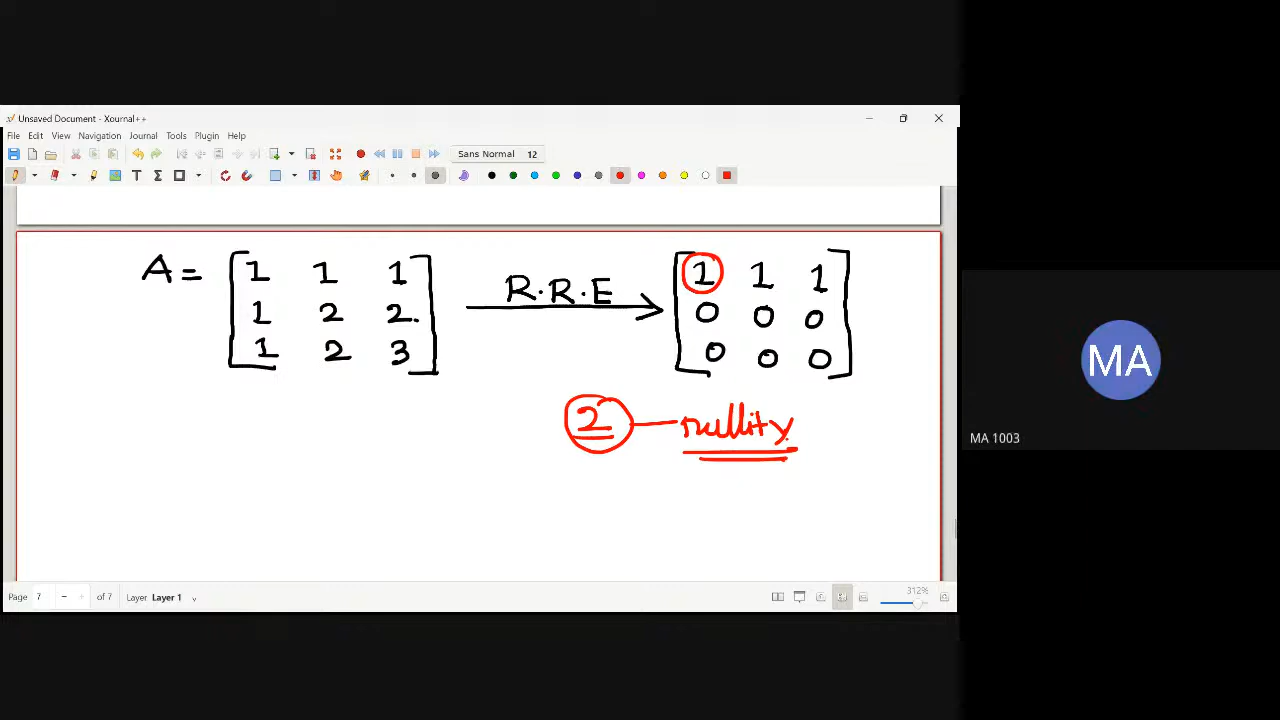 Unsaved Document - Xournal++
File Edit View Navigation Journal Tools Plugin Help
Sans Normal 12
A = [1 1 1 R.R.E [1 1 1
1 2 2. 0 0 0
1 2 3] 0 0 0]
2 — nullity
MA
MA 1003
Page 7 of 7 Layer Layer 1 312%